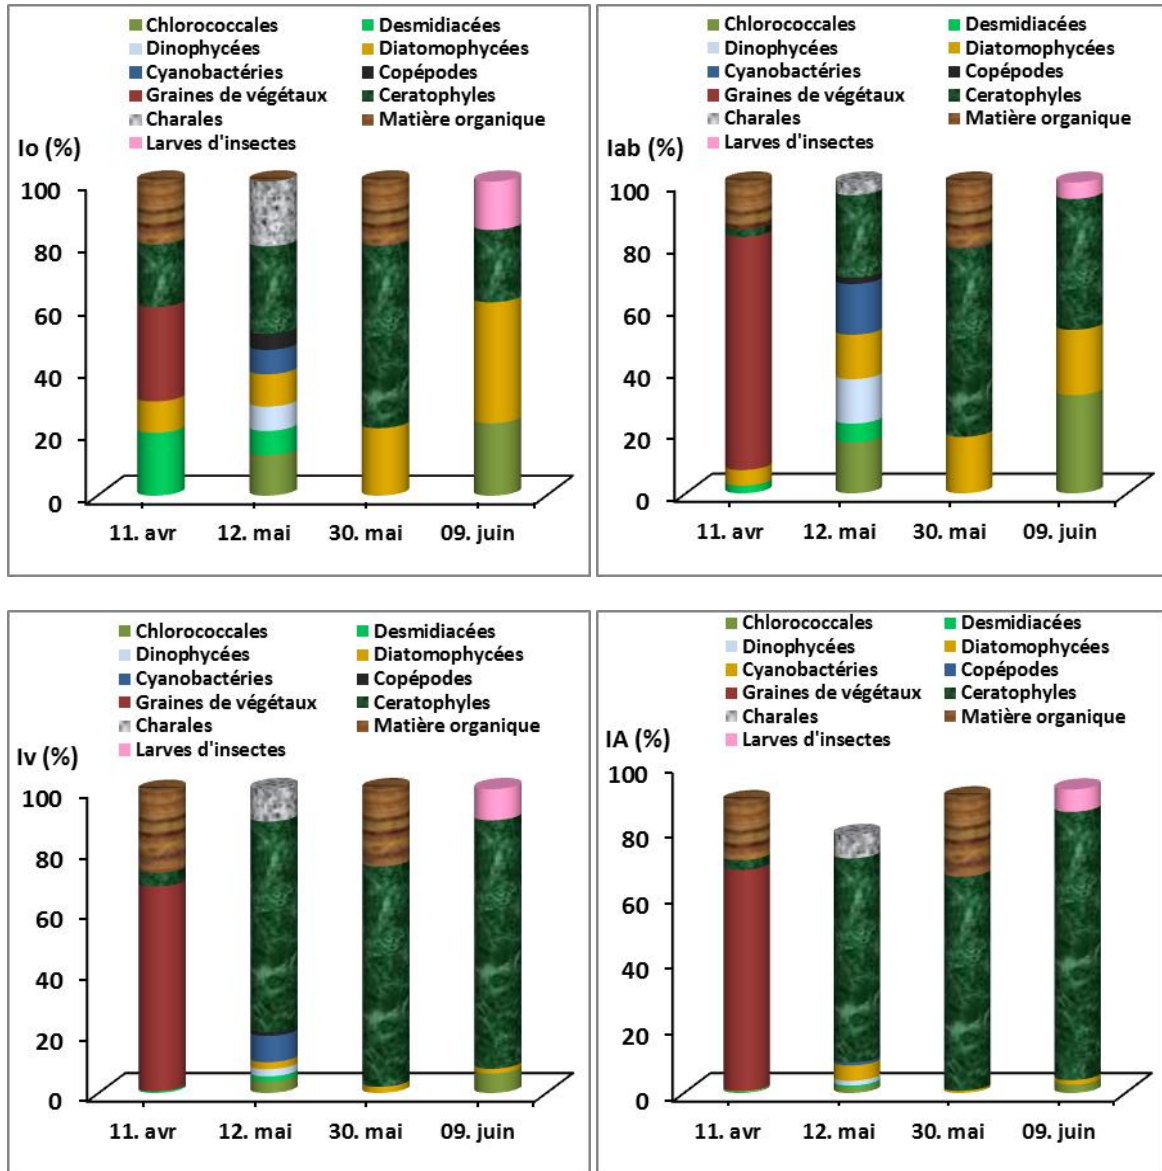 Chlorococcales Desmidiacées
Dinophycées Diatomophycées
Cyanobactéries Copépodes
Graines de végétaux Ceratophyles
Charales Matière organique
Larves d'insectes
Io (%)
100
80
60
40
20
0
11. avr 12. mai 30. mai 09. juin
Chlorococcales Desmidiacées
Dinophycées Diatomophycées
Cyanobactéries Copépodes
Graines de végétaux Ceratophyles
Charales Matière organique
Larves d'insectes
Iab (%)
100
80
60
40
20
0
11. avr 12. mai 30. mai 09. juin
Chlorococcales Desmidiacées
Dinophycées Diatomophycées
Cyanobactéries Copépodes
Graines de végétaux Ceratophyles
Charales Matière organique
Larves d'insectes
Iv (%)
100
80
60
40
20
0
11. avr 12. mai 30. mai 09. juin
Chlorococcales Desmidiacées
Dinophycées Diatomophycées
Cyanobactéries Copépodes
Graines de végétaux Ceratophyles
Charales Matière organique
Larves d'insectes
IA (%)
100
80
60
40
20
0
11. avr 12. mai 30. mai 09. juin